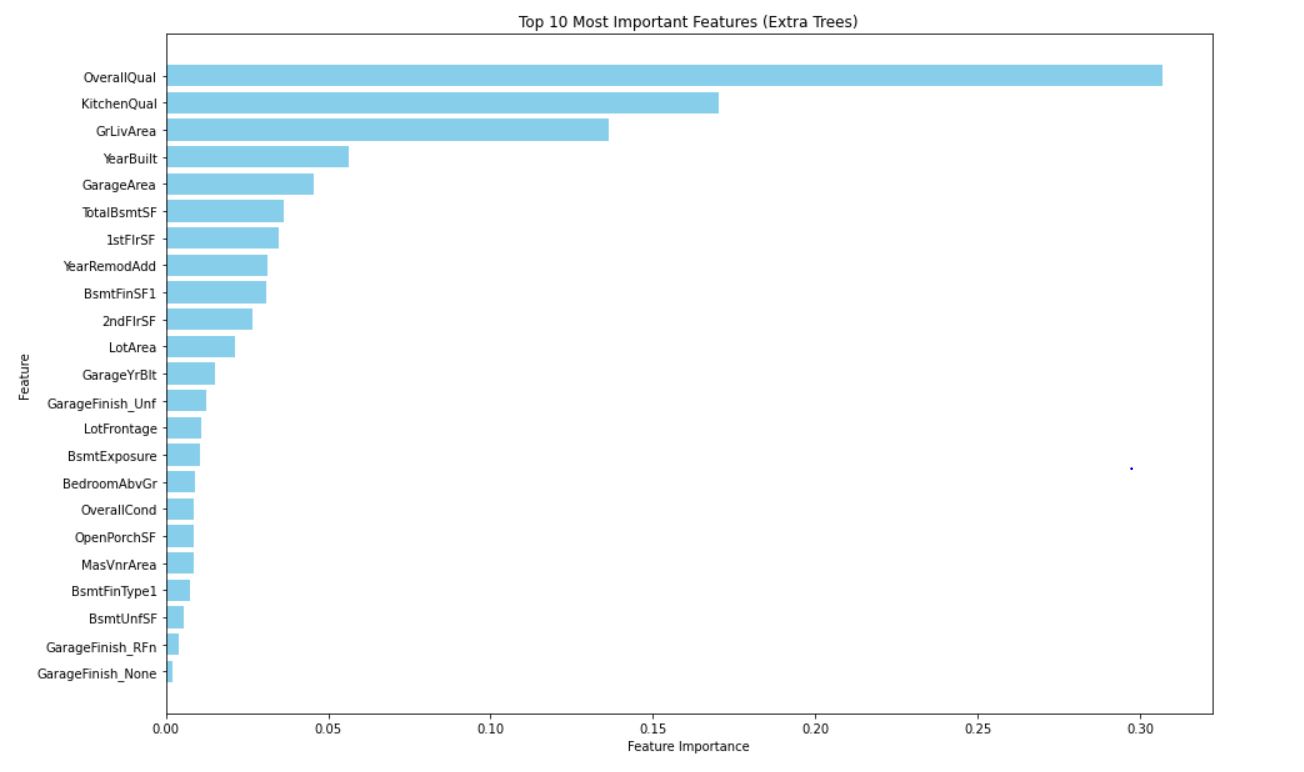 Top 10 Most Important Features (Extra Trees)
OverallQual
KitchenQual
GrLivArea
YearBuilt
GarageArea
TotalBsmtSF
1stFlrSF
YearRemodAdd
BsmtFinSF1
2ndFlrSF
LotArea
GarageYrBlt
GarageFinish_Unf
LotFrontage
BsmtExposure
BedroomAbvGr
OverallCond
OpenPorchSF
MasVnrArea
BsmtFinType1
BsmtUnfSF
GarageFinish_RFn
GarageFinish_None
Feature
0.00 0.05 0.10 0.15 0.20 0.25 0.30
Feature Importance